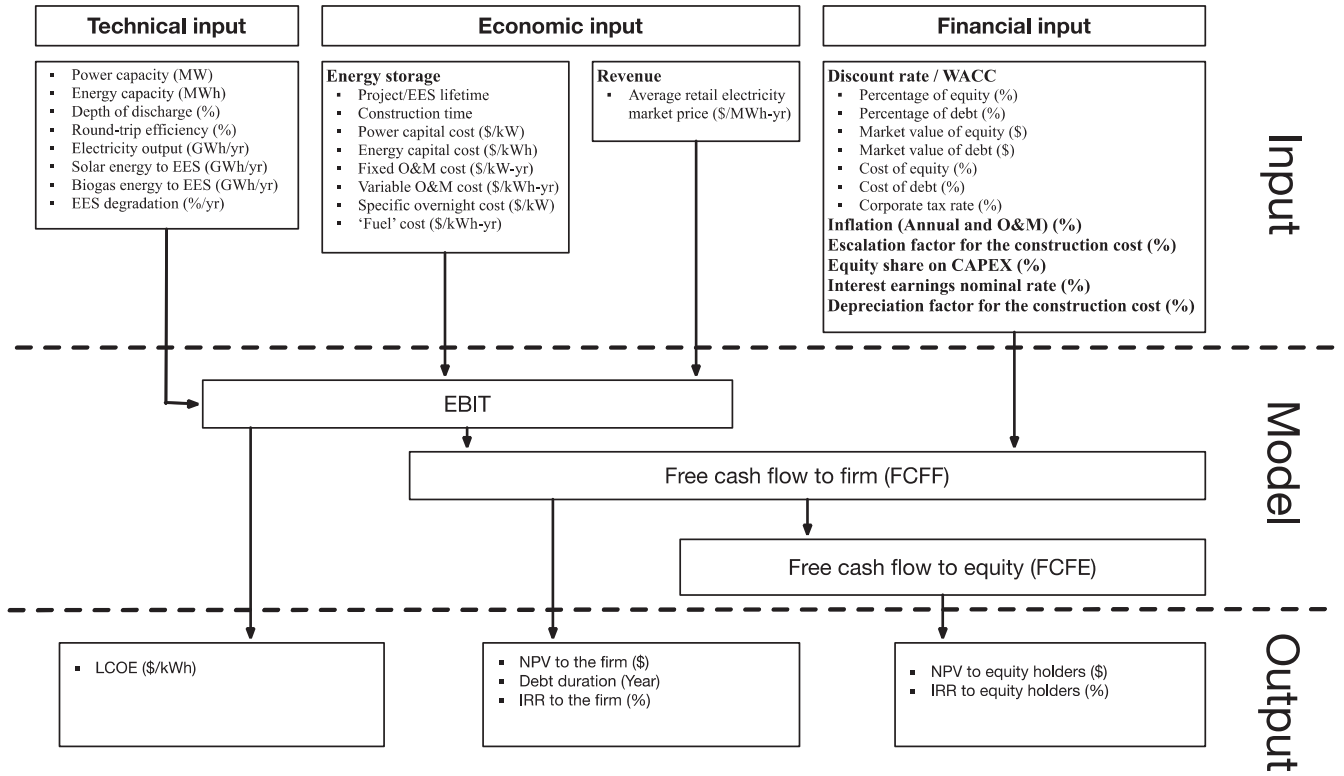 Technical input
Economic input
Financial input
▪ Power capacity (MW)
▪ Energy capacity (MWh)
▪ Depth of discharge (%)
▪ Round-trip efficiency (%)
▪ Electricity output (GWh/yr)
▪ Solar energy to EES (GWh/yr)
▪ Biogas energy to EES (GWh/yr)
▪ EES degradation (%/yr)
Energy storage
▪ Project/EES lifetime
▪ Construction time
▪ Power capital cost ($/kW)
▪ Energy capital cost ($/kWh)
▪ Fixed O&M cost ($/kW-yr)
▪ Variable O&M cost ($/kWh-yr)
▪ Specific overnight cost ($/kW)
▪ ‘Fuel’ cost ($/kWh-yr)
Revenue
▪ Average retail electricity
market price ($/MWh-yr)
Discount rate / WACC
▪ Percentage of equity (%)
▪ Percentage of debt (%)
▪ Market value of equity ($)
▪ Market value of debt ($)
▪ Cost of equity (%)
▪ Cost of debt (%)
▪ Corporate tax rate (%)
Inflation (Annual and O&M) (%)
Escalation factor for the construction cost (%)
Equity share on CAPEX (%)
Interest earnings nominal rate (%)
Depreciation factor for the construction cost (%)
Input
EBIT
Free cash flow to firm (FCFF)
Free cash flow to equity (FCFE)
Model
▪ LCOE ($/kWh)
▪ NPV to the firm ($)
▪ Debt duration (Year)
▪ IRR to the firm (%)
▪ NPV to equity holders ($)
▪ IRR to equity holders (%)
Output